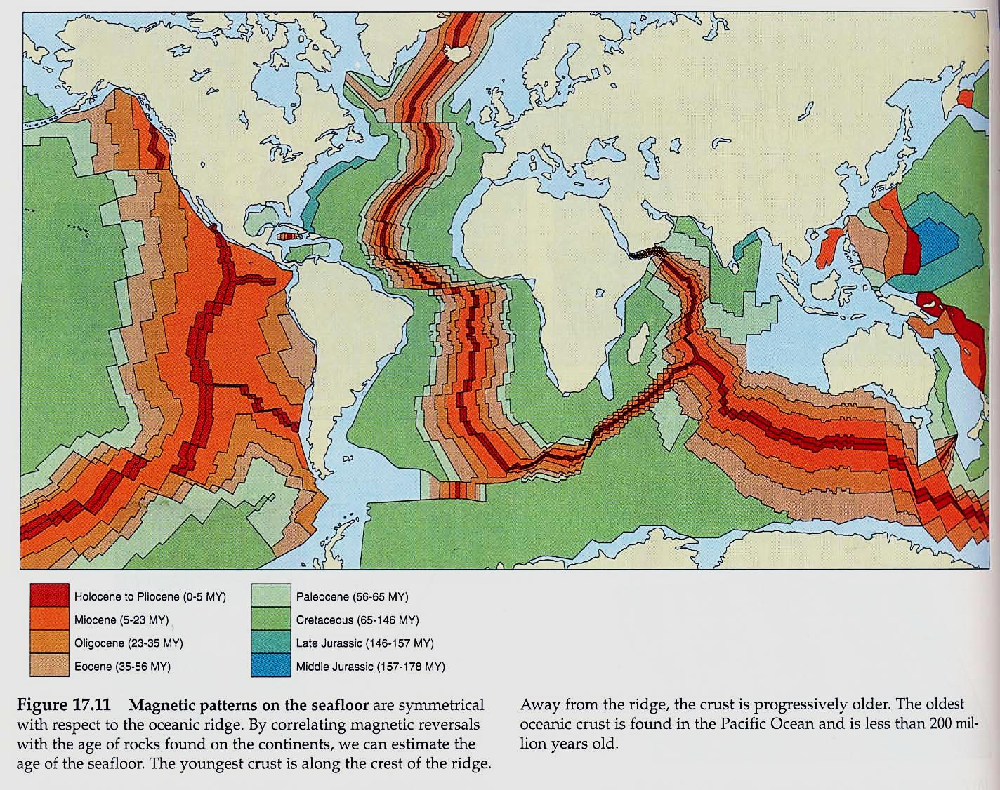 Holocene to Pliocene (0-5 MY)
Miocene (5-23 MY)
Oligocene (23-35 MY)
Eocene (35-56 MY)
Paleocene (56-65 MY)
Cretaceous (65-146 MY)
Late Jurassic (146-157 MY)
Middle Jurassic (157-178 MY)
Figure 17.11 Magnetic patterns on the seafloor are symmetrical
with respect to the oceanic ridge. By correlating magnetic reversals
with the age of rocks found on the continents, we can estimate the
age of the seafloor. The youngest crust is along the crest of the ridge.
Away from the ridge, the crust is progressively older. The oldest
oceanic crust is found in the Pacific Ocean and is less than 200 mil-
lion years old.